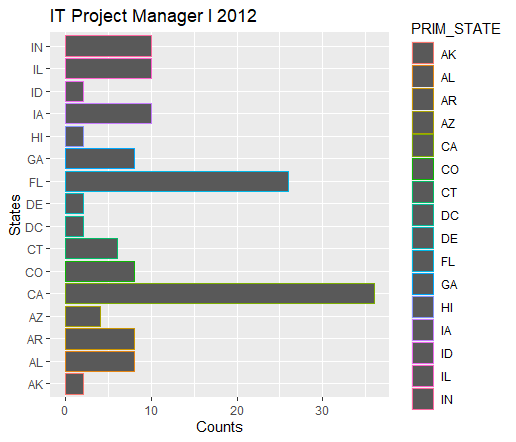 IT Project Manager I 2012
States
IN
IL
ID
IA
HI
GA
FL
DE
DC
CT
CO
CA
AZ
AR
AL
AK
0 10 20 30
Counts
PRIM_STATE
AK
AL
AR
AZ
CA
CO
CT
DC
DE
FL
GA
HI
IA
ID
IL
IN